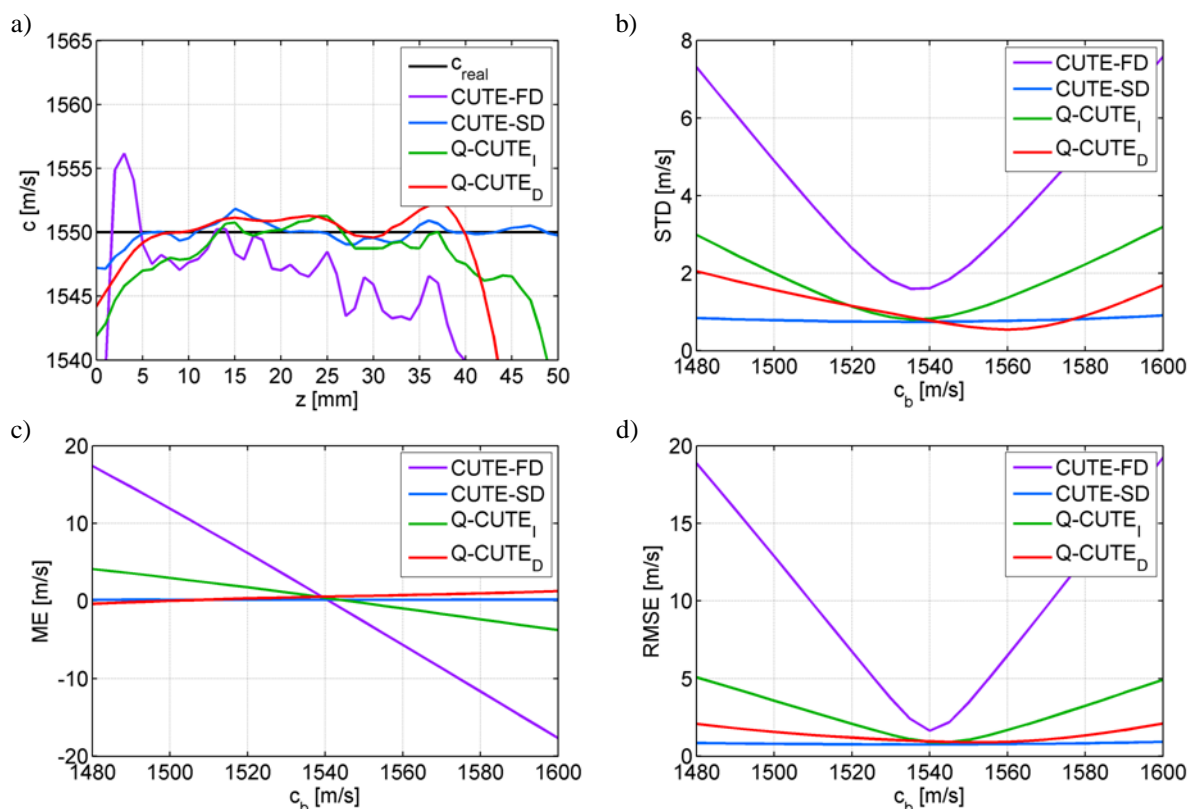 a)
1565
1560
1555
1550
1545
1540
c [m/s]
0 5 10 15 20 25 30 35 40 45 50
z [mm]
c_real
CUTE-FD
CUTE-SD
Q-CUTE_I
Q-CUTE_D
b)
8
6
4
2
0
STD [m/s]
1480 1500 1520 1540 1560 1580 1600
c_b [m/s]
CUTE-FD
CUTE-SD
Q-CUTE_I
Q-CUTE_D
c)
20
10
0
-10
-20
ME [m/s]
1480 1500 1520 1540 1560 1580 1600
c_b [m/s]
CUTE-FD
CUTE-SD
Q-CUTE_I
Q-CUTE_D
d)
20
15
10
5
0
RMSE [m/s]
1480 1500 1520 1540 1560 1580 1600
c_b [m/s]
CUTE-FD
CUTE-SD
Q-CUTE_I
Q-CUTE_D